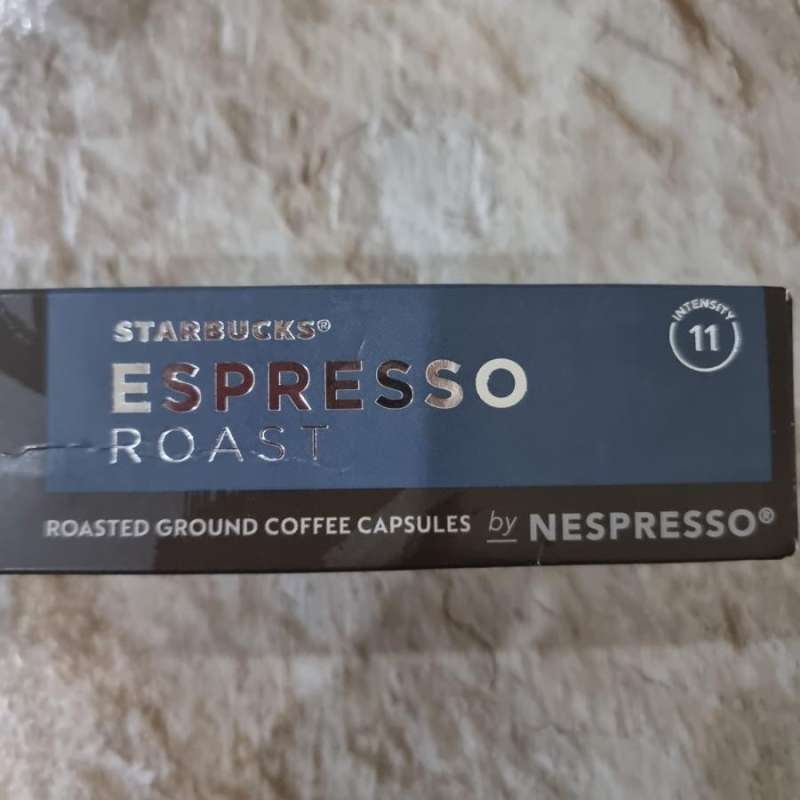 STARBUCKS®
ESPRESSO
ROAST
INTENSITY
11
ROASTED GROUND COFFEE CAPSULES by NESPRESSO®